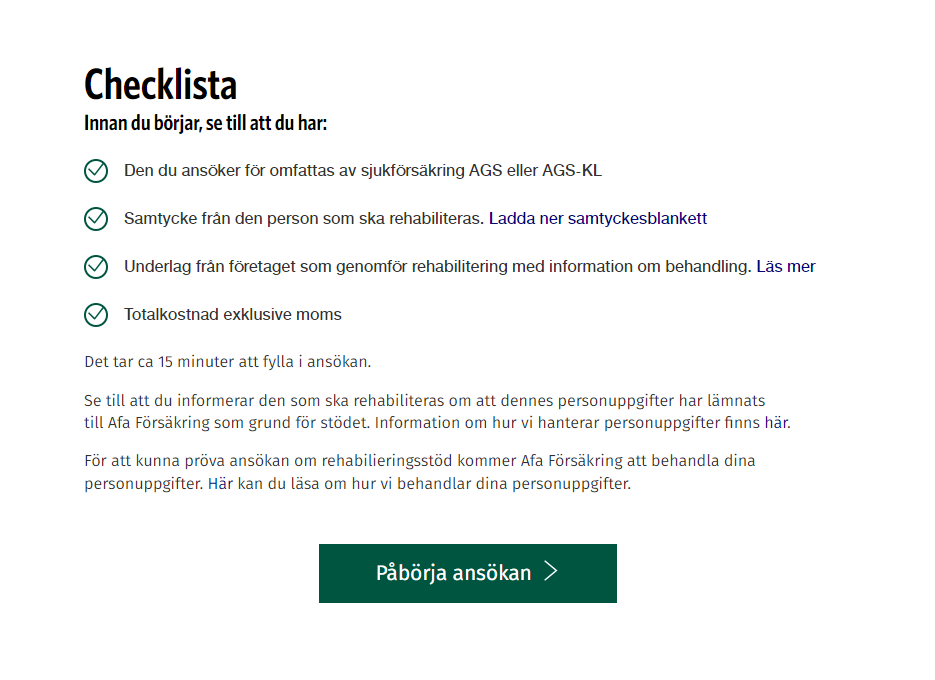 Checklista
Innan du börjar, se till att du har:
Den du ansöker för omfattas av sjukförsäkring AGS eller AGS-KL
Samtycke från den person som ska rehabiliteras. Ladda ner samtyckesblankett
Underlag från företaget som genomför rehabilitering med information om behandling. Läs mer
Totalkostnad exklusive moms
Det tar ca 15 minuter att fylla i ansökan.
Se till att du informerar den som ska rehabiliteras om att dennes personuppgifter har lämnats
till Afa Försäkring som grund för stödet. Information om hur vi hanterar personuppgifter finns här.
För att kunna pröva ansökan om rehabilieringsstöd kommer Afa Försäkring att behandla dina
personuppgifter. Här kan du läsa om hur vi behandlar dina personuppgifter.
Påbörja ansökan